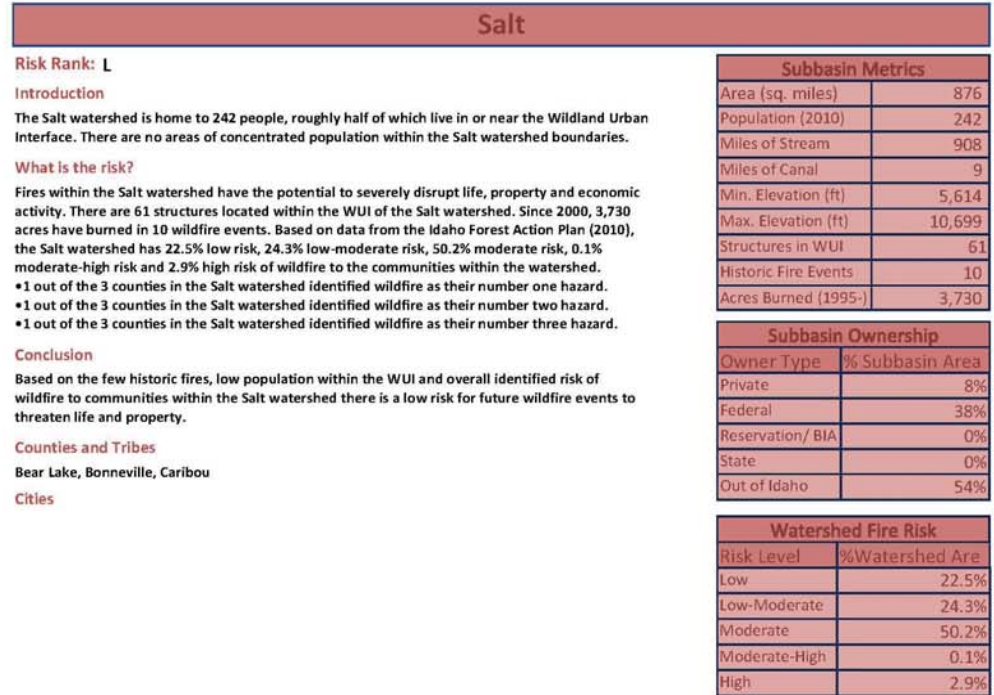 Salt
Risk Rank: L
Introduction
The Salt watershed is home to 242 people, roughly half of which live in or near the Wildland Urban
Interface. There are no areas of concentrated population within the Salt watershed boundaries.
What is the risk?
Fires within the Salt watershed have the potential to severely disrupt life, property and economic
activity. There are 61 structures located within the WUI of the Salt watershed. Since 2000, 3,730
acres have burned in 10 wildfire events. Based on data from the Idaho Forest Action Plan (2010),
the Salt watershed has 22.5% low risk, 24.3% low-moderate risk, 50.2% moderate risk, 0.1%
moderate-high risk and 2.9% high risk of wildfire to the communities within the watershed.
•1 out of the 3 counties in the Salt watershed identified wildfire as their number one hazard.
•1 out of the 3 counties in the Salt watershed identified wildfire as their number two hazard.
•1 out of the 3 counties in the Salt watershed identified wildfire as their number three hazard.
Conclusion
Based on the few historic fires, low population within the WUI and overall identified risk of
wildfire to communities within the Salt watershed there is a low risk for future wildfire events to
threaten life and property.
Counties and Tribes
Bear Lake, Bonneville, Caribou
Cities
Subbasin Metrics
Area (sq. miles) 876
Population (2010) 242
Miles of Stream 908
Miles of Canal 9
Min. Elevation (ft) 5,614
Max. Elevation (ft) 10,699
Structures in WUI 61
Historic Fire Events 10
Acres Burned (1995-) 3,730
Subbasin Ownership
Owner Type % Subbasin Area
Private 8%
Federal 38%
Reservation/ BIA 0%
State 0%
Out of Idaho 54%
Watershed Fire Risk
Risk Level %Watershed Are
Low 22.5%
Low-Moderate 24.3%
Moderate 50.2%
Moderate-High 0.1%
High 2.9%